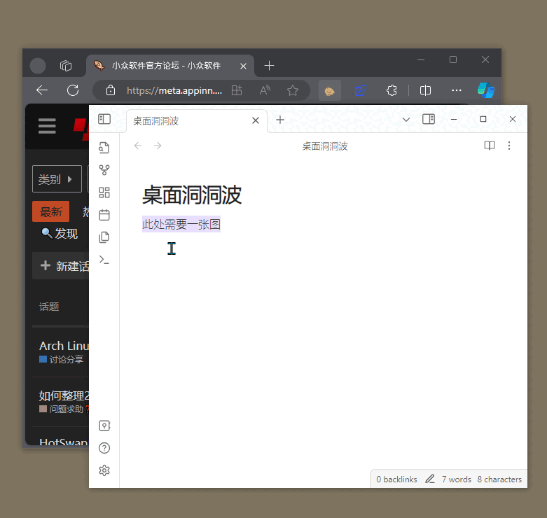 小众软件官方论坛 - 小众软件
https://meta.appinn....
类别
最新
发现
新建话
话题
Arch Linu
讨论分享
如何整理2
问题求助
HotSwap
桌面洞洞波
桌面洞洞波
桌面洞洞波
此处需要一张图
0 backlinks 7 words 8 characters